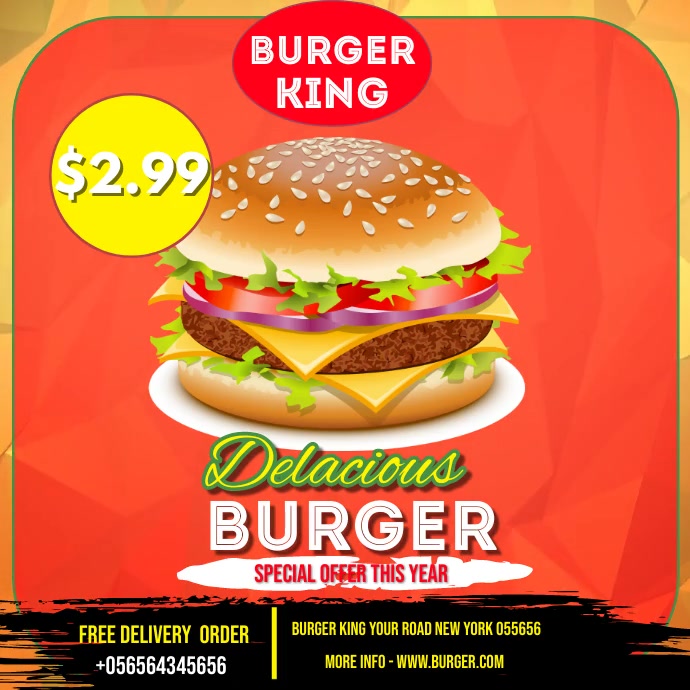 BURGER
KING
$2.99
Delacious
BURGER
SPECIAL OFFER THIS YEAR
FREE DELIVERY ORDER
+056564345656
BURGER KING YOUR ROAD NEW YORK 055656
MORE INFO - WWW.BURGER.COM